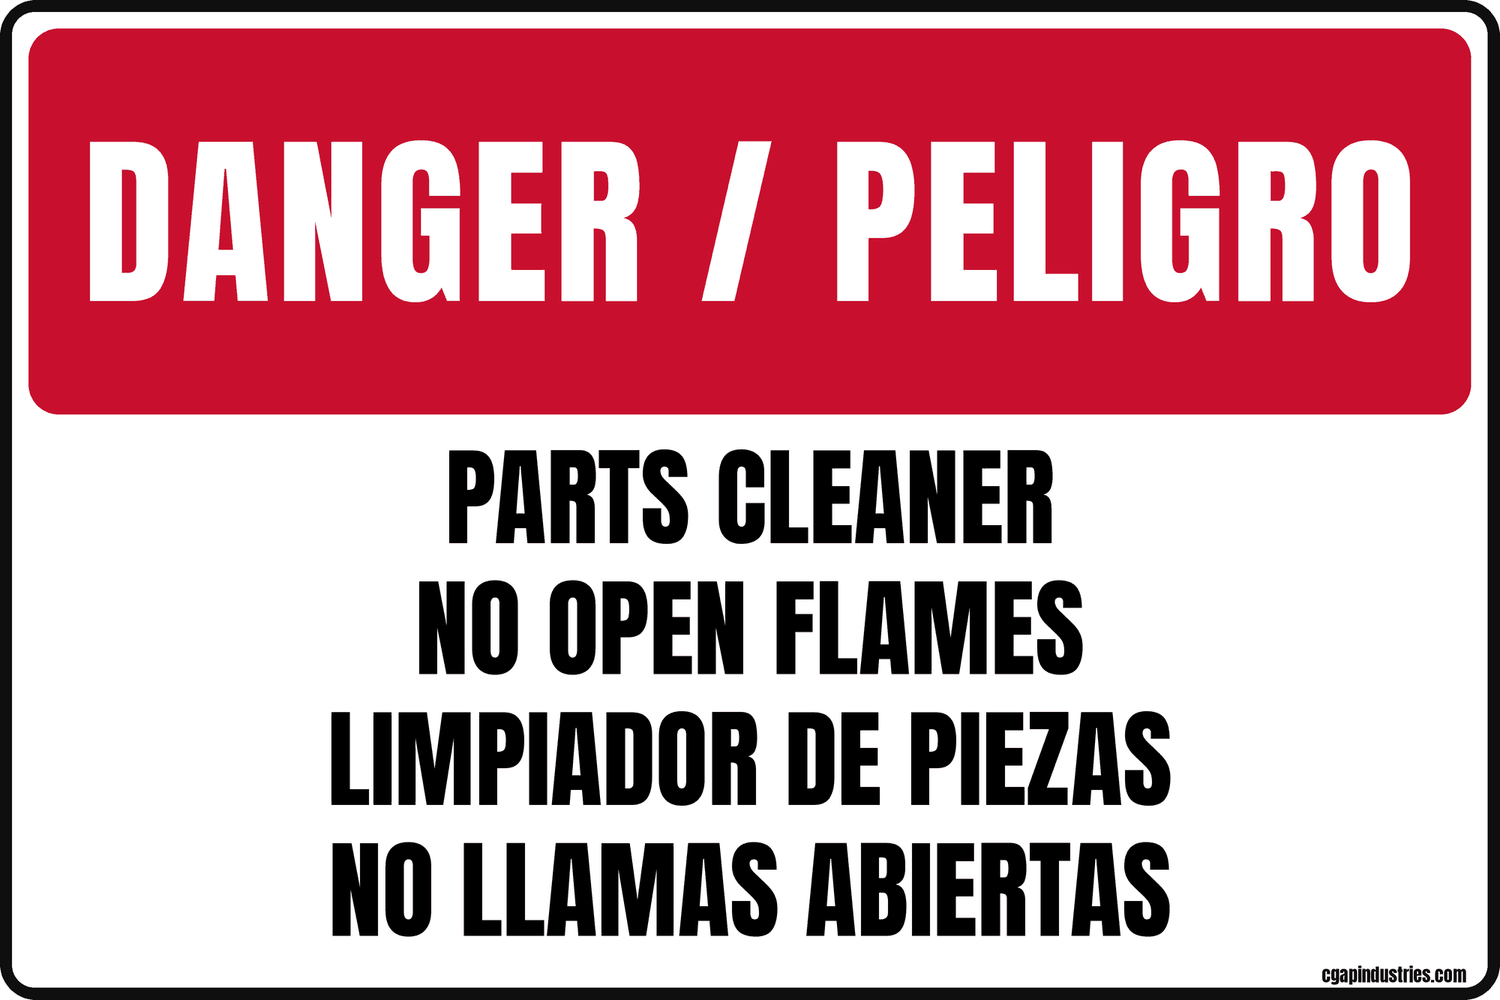 DANGER / PELIGRO
PARTS CLEANER
NO OPEN FLAMES
LIMPIADOR DE PIEZAS
NO LLAMAS ABIERTAS
cgapindustries.com